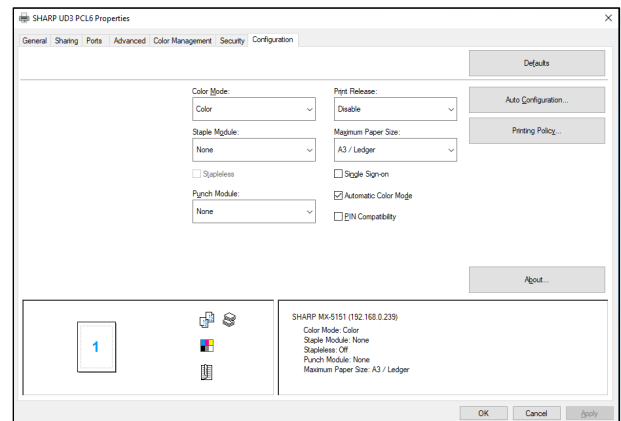 SHARP UD3 PCL6 Properties
General Sharing Ports Advanced Color Management Security Configuration
Defaults
Color Mode: Print Release:
Color Disable
Auto Configuration...
Staple Module: Maximum Paper Size:
None A3 / Ledger
Printing Policy...
Stapleless Single Sign-on
Punch Module: Automatic Color Mode
None PIN Compatibility
About...
1
SHARP MX-5151 (192.168.0.239)
Color Mode: Color
Staple Module: None
Stapleless: Off
Punch Module: None
Maximum Paper Size: A3 / Ledger
OK Cancel Apply